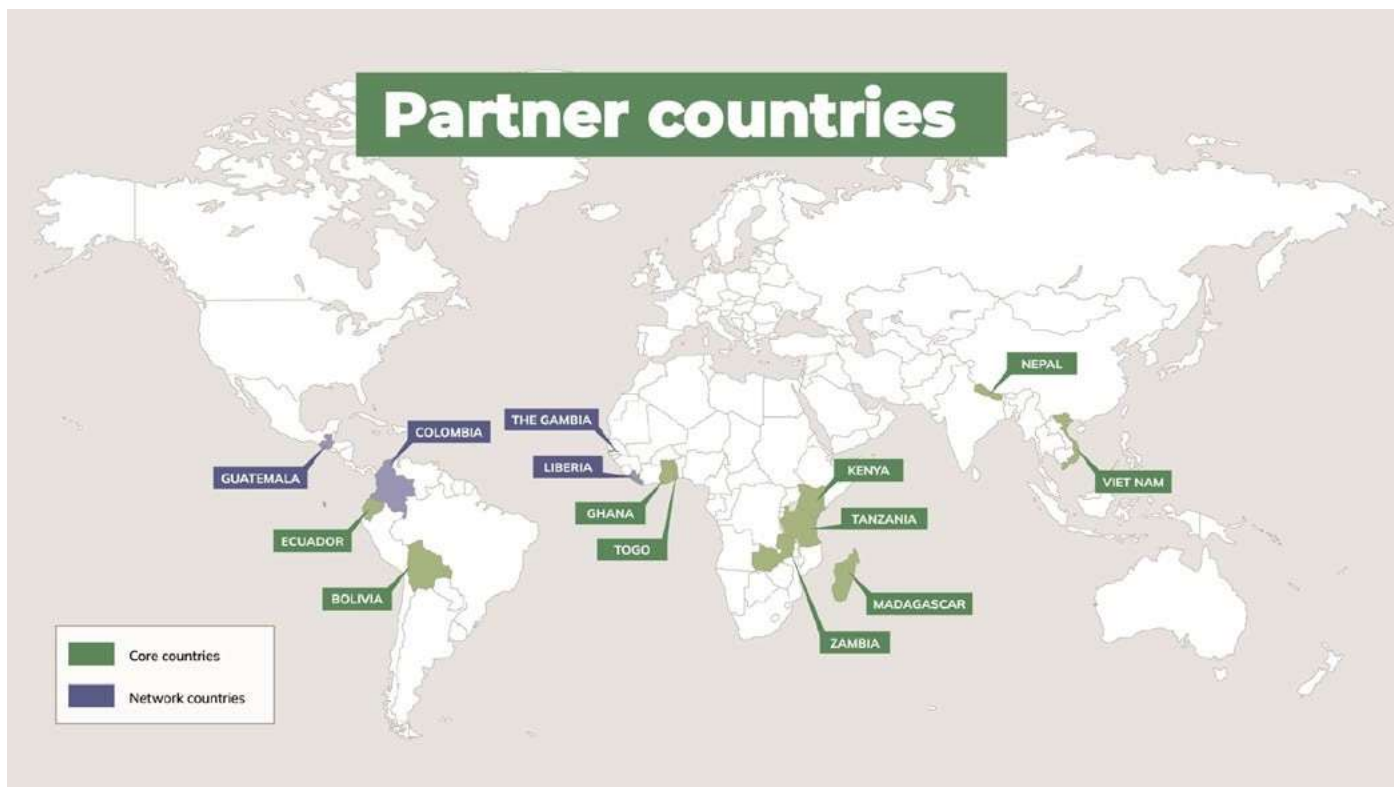 Partner countries
NEPAL
COLOMBIA
THE GAMBIA
GUATEMALA
LIBERIA
KENYA
VIET NAM
GHANA
TANZANIA
ECUADOR
TOGO
BOLIVIA
MADAGASCAR
ZAMBIA
Core countries
Network countries